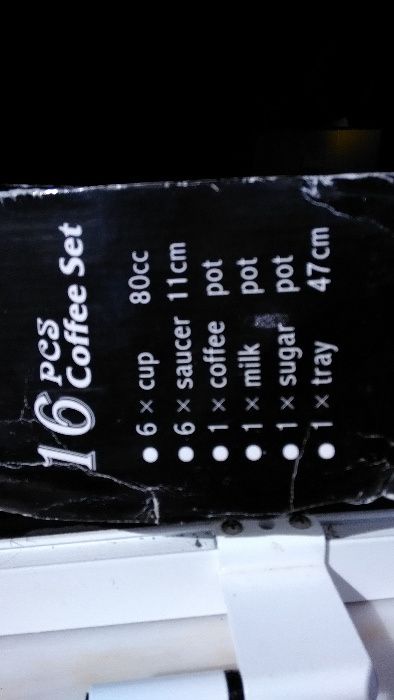 16 PCS
Coffee Set
6 × cup 80cc
6 × saucer 11cm
1 × coffee pot
1 × milk pot
1 × sugar pot
1 × tray 47cm